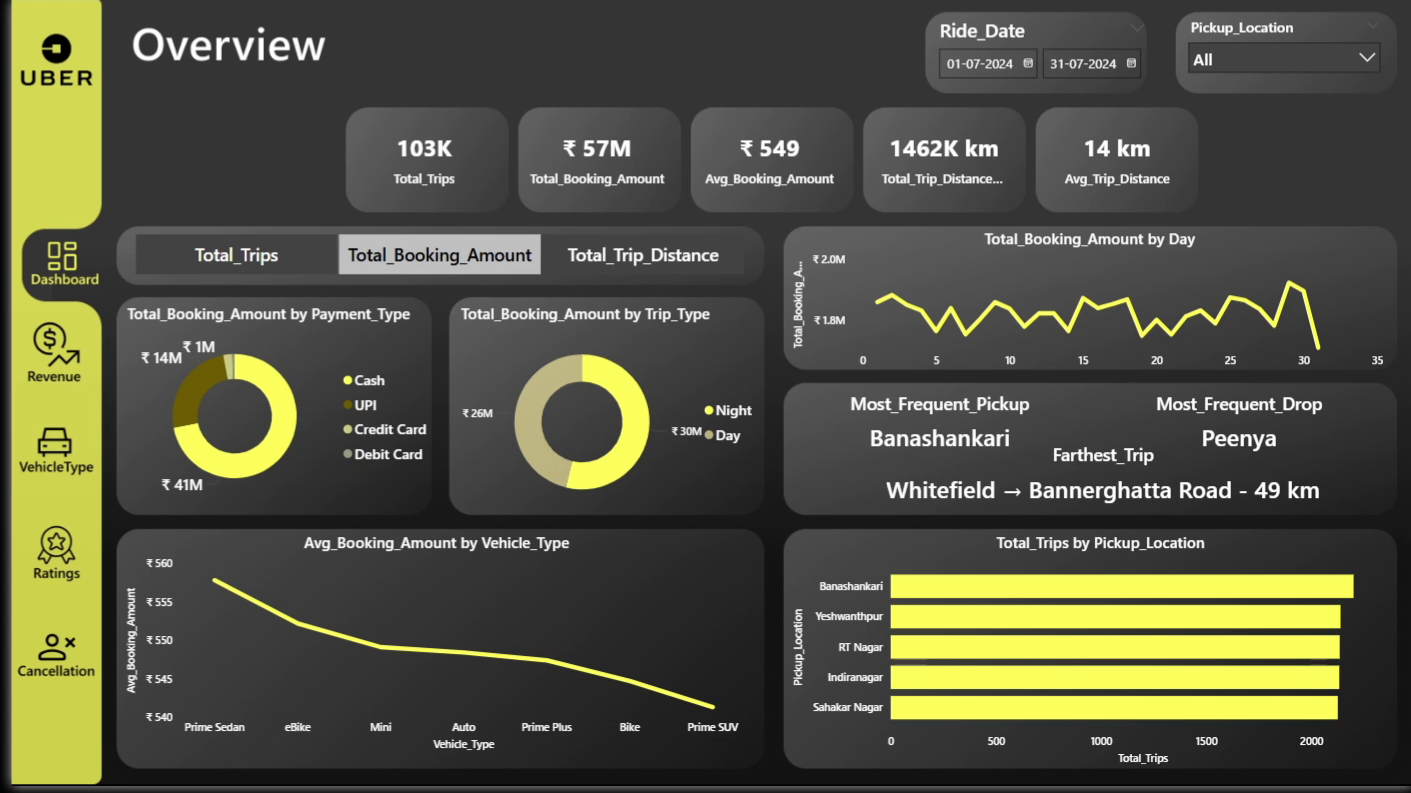 UBER
Overview
Ride_Date
01-07-2024
31-07-2024
Pickup_Location
All
103K
Total_Trips
₹ 57M
Total_Booking_Amount
₹ 549
Avg_Booking_Amount
1462K km
Total_Trip_Distance...
14 km
Avg_Trip_Distance
Dashboard
Revenue
VehicleType
Ratings
Cancellation
Total_Trips
Total_Booking_Amount
Total_Trip_Distance
Total_Booking_Amount by Payment_Type
₹ 1M
₹ 14M
₹ 41M
Cash
UPI
Credit Card
Debit Card
Total_Booking_Amount by Trip_Type
₹ 26M
₹ 30M
Night
Day
Total_Booking_Amount by Day
Total_Booking_A...
₹ 2.0M
₹ 1.8M
0 5 10 15 20 25 30 35
Most_Frequent_Pickup
Banashankari
Most_Frequent_Drop
Peenya
Farthest_Trip
Whitefield → Bannerghatta Road - 49 km
Avg_Booking_Amount by Vehicle_Type
Avg_Booking_Amount
₹ 560
₹ 555
₹ 550
₹ 545
₹ 540
Prime Sedan eBike Mini Auto Prime Plus Bike Prime SUV
Vehicle_Type
Total_Trips by Pickup_Location
Pickup_Location
Banashankari
Yeshwanthpur
RT Nagar
Indiranagar
Sahakar Nagar
0 500 1000 1500 2000
Total_Trips